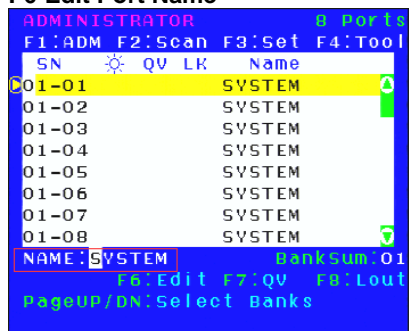 F6 Edit Port Name
ADMINISTRATOR 8 Ports
F1:ADM F2:Scan F3:Set F4:Tool
SN QV LK Name
01-01 SYSTEM
01-02 SYSTEM
01-03 SYSTEM
01-04 SYSTEM
01-05 SYSTEM
01-06 SYSTEM
01-07 SYSTEM
01-08 SYSTEM
NAME:SYSTEM BankSum:01
F6:Edit F7:QV F8:Lout
PageUP/DN:Select Banks